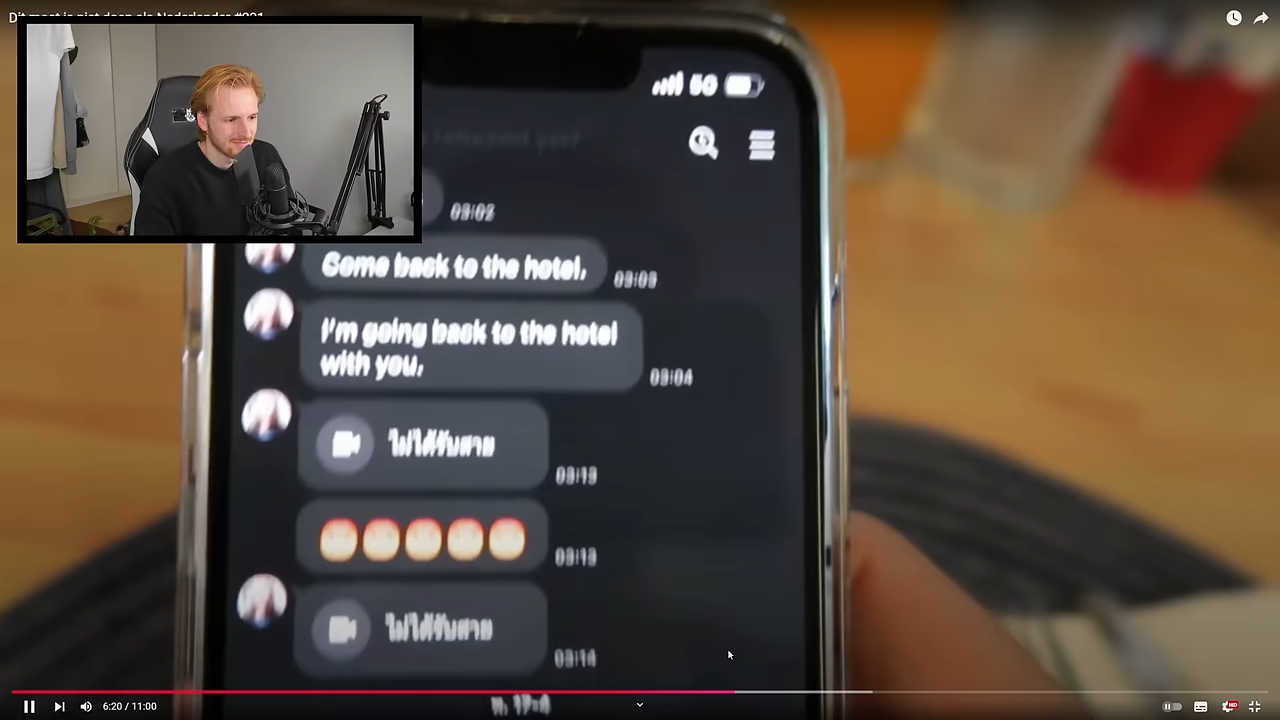 5G
03:02
Come back to the hotel.
03:03
I'm going back to the hotel
with you.
03:04
ไม่ได้รับสาย
03:13
03:13
ไม่ได้รับสาย
03:14
6:20 / 11:00
HD